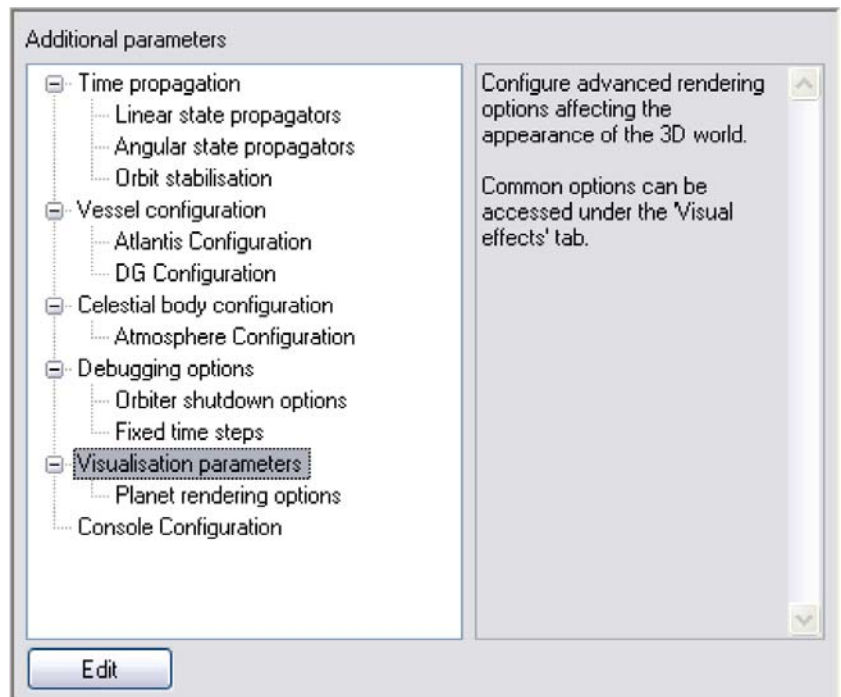 Additional parameters
Time propagation
Linear state propagators
Angular state propagators
Orbit stabilisation
Vessel configuration
Atlantis Configuration
DG Configuration
Celestial body configuration
Atmosphere Configuration
Debugging options
Orbiter shutdown options
Fixed time steps
Visualisation parameters
Planet rendering options
Console Configuration
Configure advanced rendering
options affecting the
appearance of the 3D world.
Common options can be
accessed under the 'Visual
effects' tab.
Edit